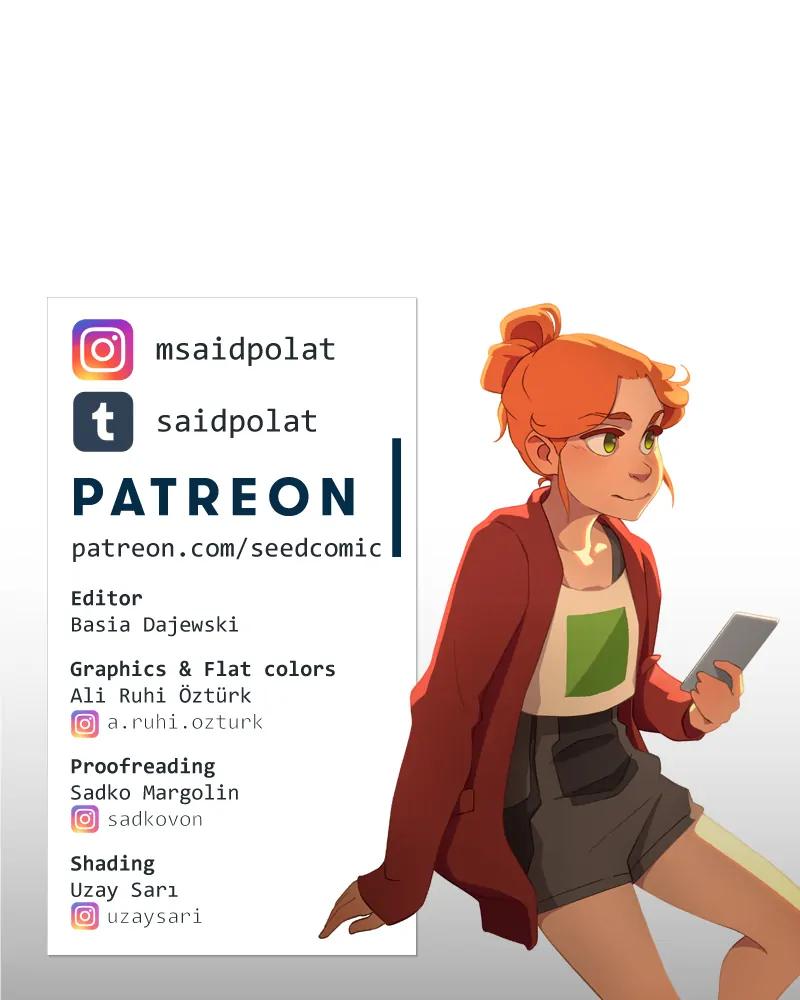 msaidpolat
saidpolat
PATREON
patreon.com/seedcomic
Editor
Basia Dajewski
Graphics & Flat colors
Ali Ruhi Öztürk
a.ruhi.ozturk
Proofreading
Sadko Margolin
sadkovon
Shading
Uzay Sarı
uzaysari